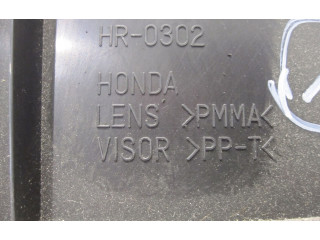 HR-0302
HONDA
LENS >PMMA<
VISOR >PP-T<